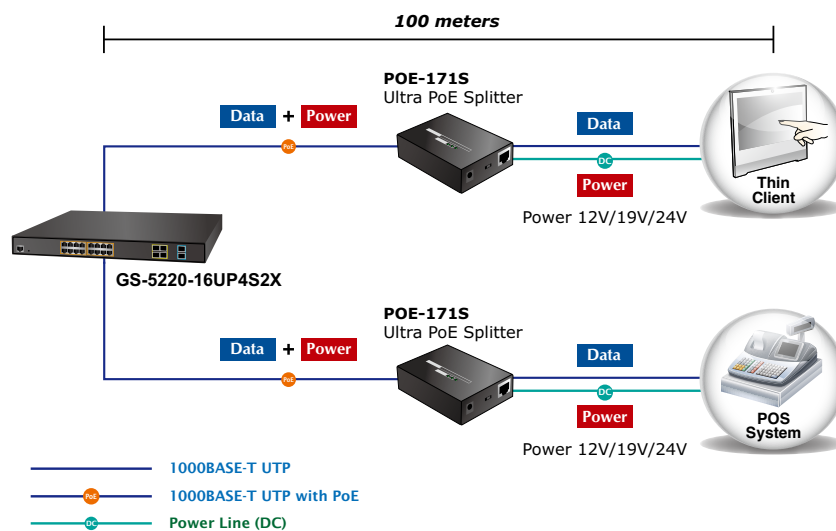 100 meters
POE-171S
Ultra PoE Splitter
Data + Power
PoE
Data
DC
Power
Power 12V/19V/24V
Thin
Client
GS-5220-16UP4S2X
POE-171S
Ultra PoE Splitter
Data + Power
PoE
Data
DC
Power
Power 12V/19V/24V
POS
System
1000BASE-T UTP
PoE 1000BASE-T UTP with PoE
DC Power Line (DC)